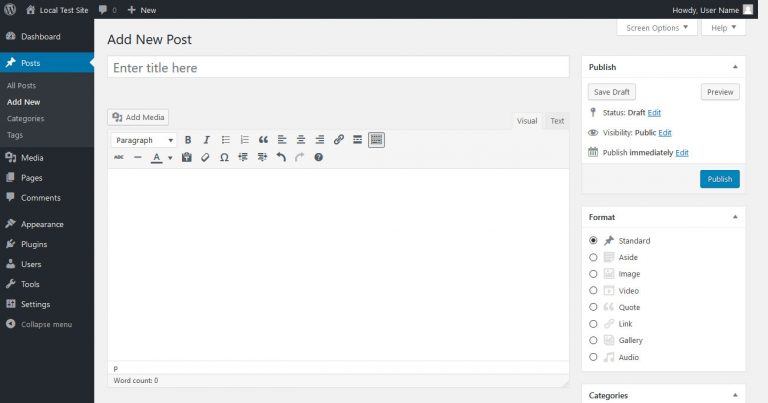 Local Test Site 0 New Howdy, User Name
Dashboard
Posts
All Posts
Add New
Categories
Tags
Media
Pages
Comments
Appearance
Plugins
Users
Tools
Settings
Collapse menu
Screen Options Help
Add New Post
Enter title here
Add Media
Visual Text
Paragraph B I
ABC A
P
Word count: 0
Publish
Save Draft Preview
Status: Draft Edit
Visibility: Public Edit
Publish immediately Edit
Publish
Format
Standard
Aside
Image
Video
Quote
Link
Gallery
Audio
Categories